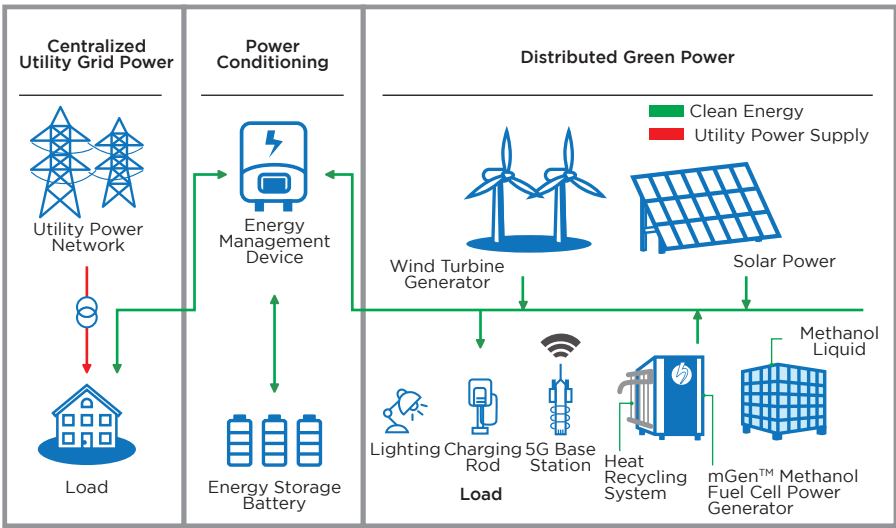 Centralized
Utility Grid Power
Power
Conditioning
Distributed Green Power
Clean Energy
Utility Power Supply
Utility Power
Network
Energy
Management
Device
Wind Turbine
Generator
Solar Power
Methanol
Liquid
Load
Energy Storage
Battery
Lighting
Charging
Rod
5G Base
Station
Load
Heat
Recycling
System
mGen™ Methanol
Fuel Cell Power
Generator